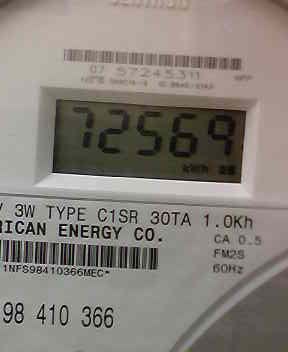 07 57245311
72569
kWh
V 3W TYPE C1SR 30TA 1.0Kh
RICAN ENERGY CO.
CA 0.5
FM2S
60Hz
1NFS98410366MEC*
98 410 366